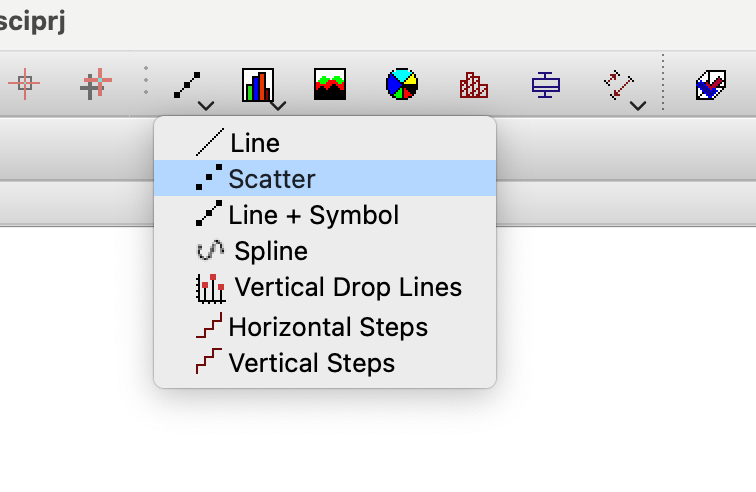 sciprj
Line
Scatter
Line + Symbol
Spline
Vertical Drop Lines
Horizontal Steps
Vertical Steps